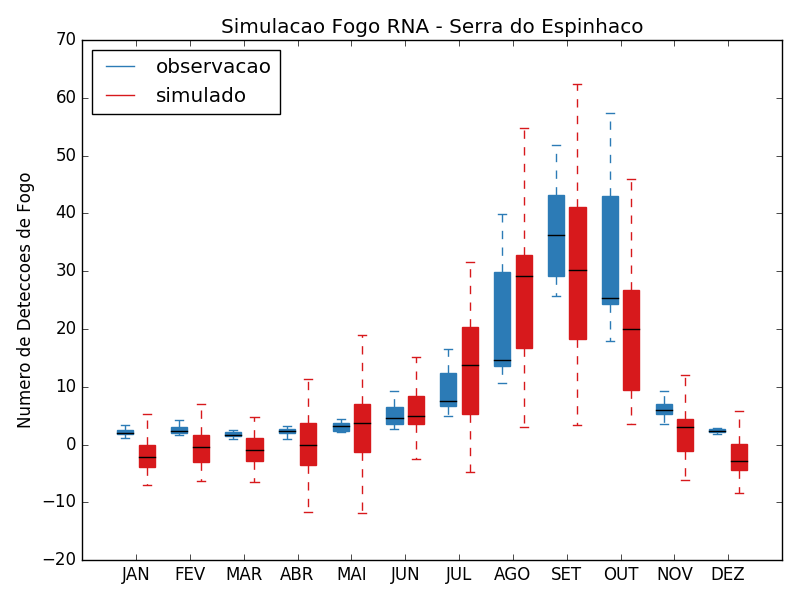 Simulacao Fogo RNA - Serra do Espinhaco
observacao
simulado
Numero de Deteccoes de Fogo
70
60
50
40
30
20
10
0
−10
−20
JAN FEV MAR ABR MAI JUN JUL AGO SET OUT NOV DEZ